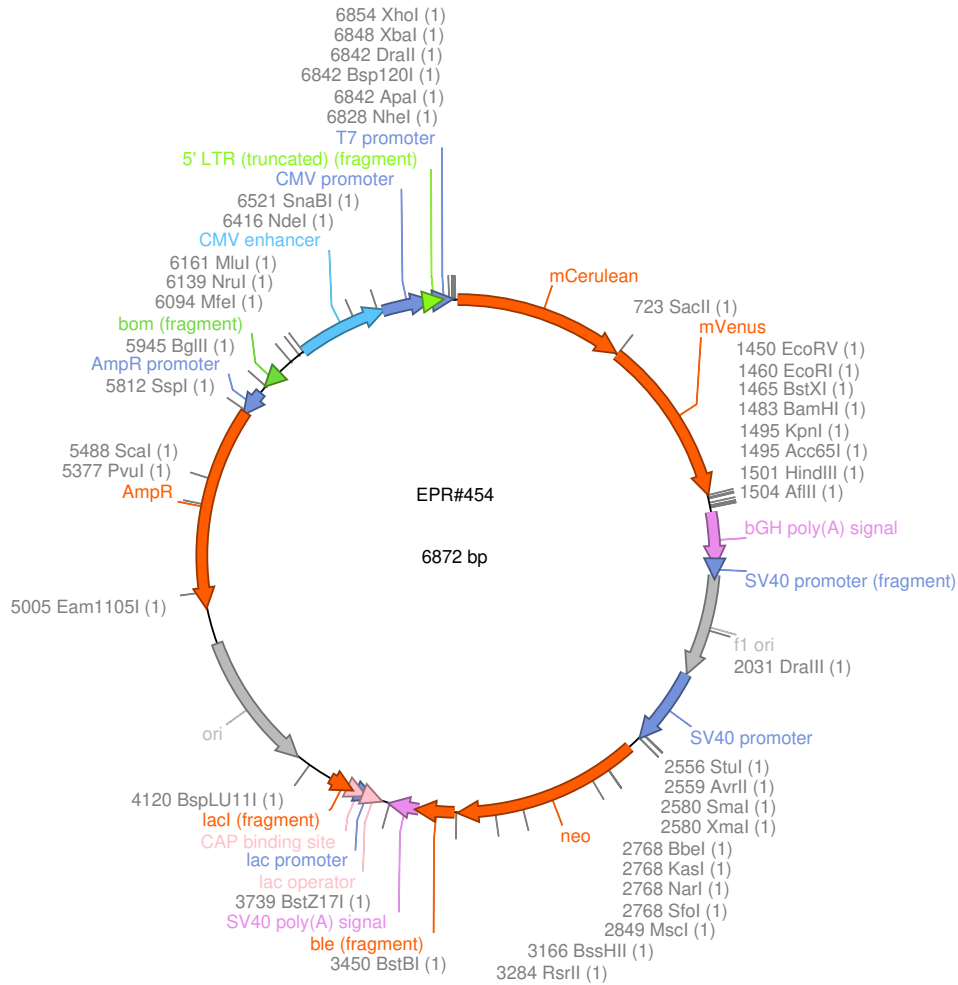 6854 XhoI (1)
6848 XbaI (1)
6842 DraII (1)
6842 Bsp120I (1)
6842 ApaI (1)
6828 NheI (1)
T7 promoter
5' LTR (truncated) (fragment)
CMV promoter
6521 SnaBI (1)
6416 NdeI (1)
CMV enhancer
6161 MluI (1)
6139 NruI (1)
6094 MfeI (1)
bom (fragment)
5945 BglII (1)
AmpR promoter
5812 SspI (1)
5488 ScaI (1)
5377 PvuI (1)
AmpR
5005 Eam1105I (1)
ori
4120 BspLU11I (1)
lacI (fragment)
CAP binding site
lac promoter
lac operator
3739 BstZ17I (1)
SV40 poly(A) signal
ble (fragment)
3450 BstBI (1)
EPR#454
6872 bp
mCerulean
723 SacII (1)
mVenus
1450 EcoRV (1)
1460 EcoRI (1)
1465 BstXI (1)
1483 BamHI (1)
1495 KpnI (1)
1495 Acc65I (1)
1501 HindIII (1)
1504 AflII (1)
bGH poly(A) signal
SV40 promoter (fragment)
f1 ori
2031 DraIII (1)
SV40 promoter
2556 StuI (1)
2559 AvrII (1)
2580 SmaI (1)
2580 XmaI (1)
neo
2768 BbeI (1)
2768 KasI (1)
2768 NarI (1)
2768 SfoI (1)
2849 MscI (1)
3166 BssHII (1)
3284 RsrII (1)